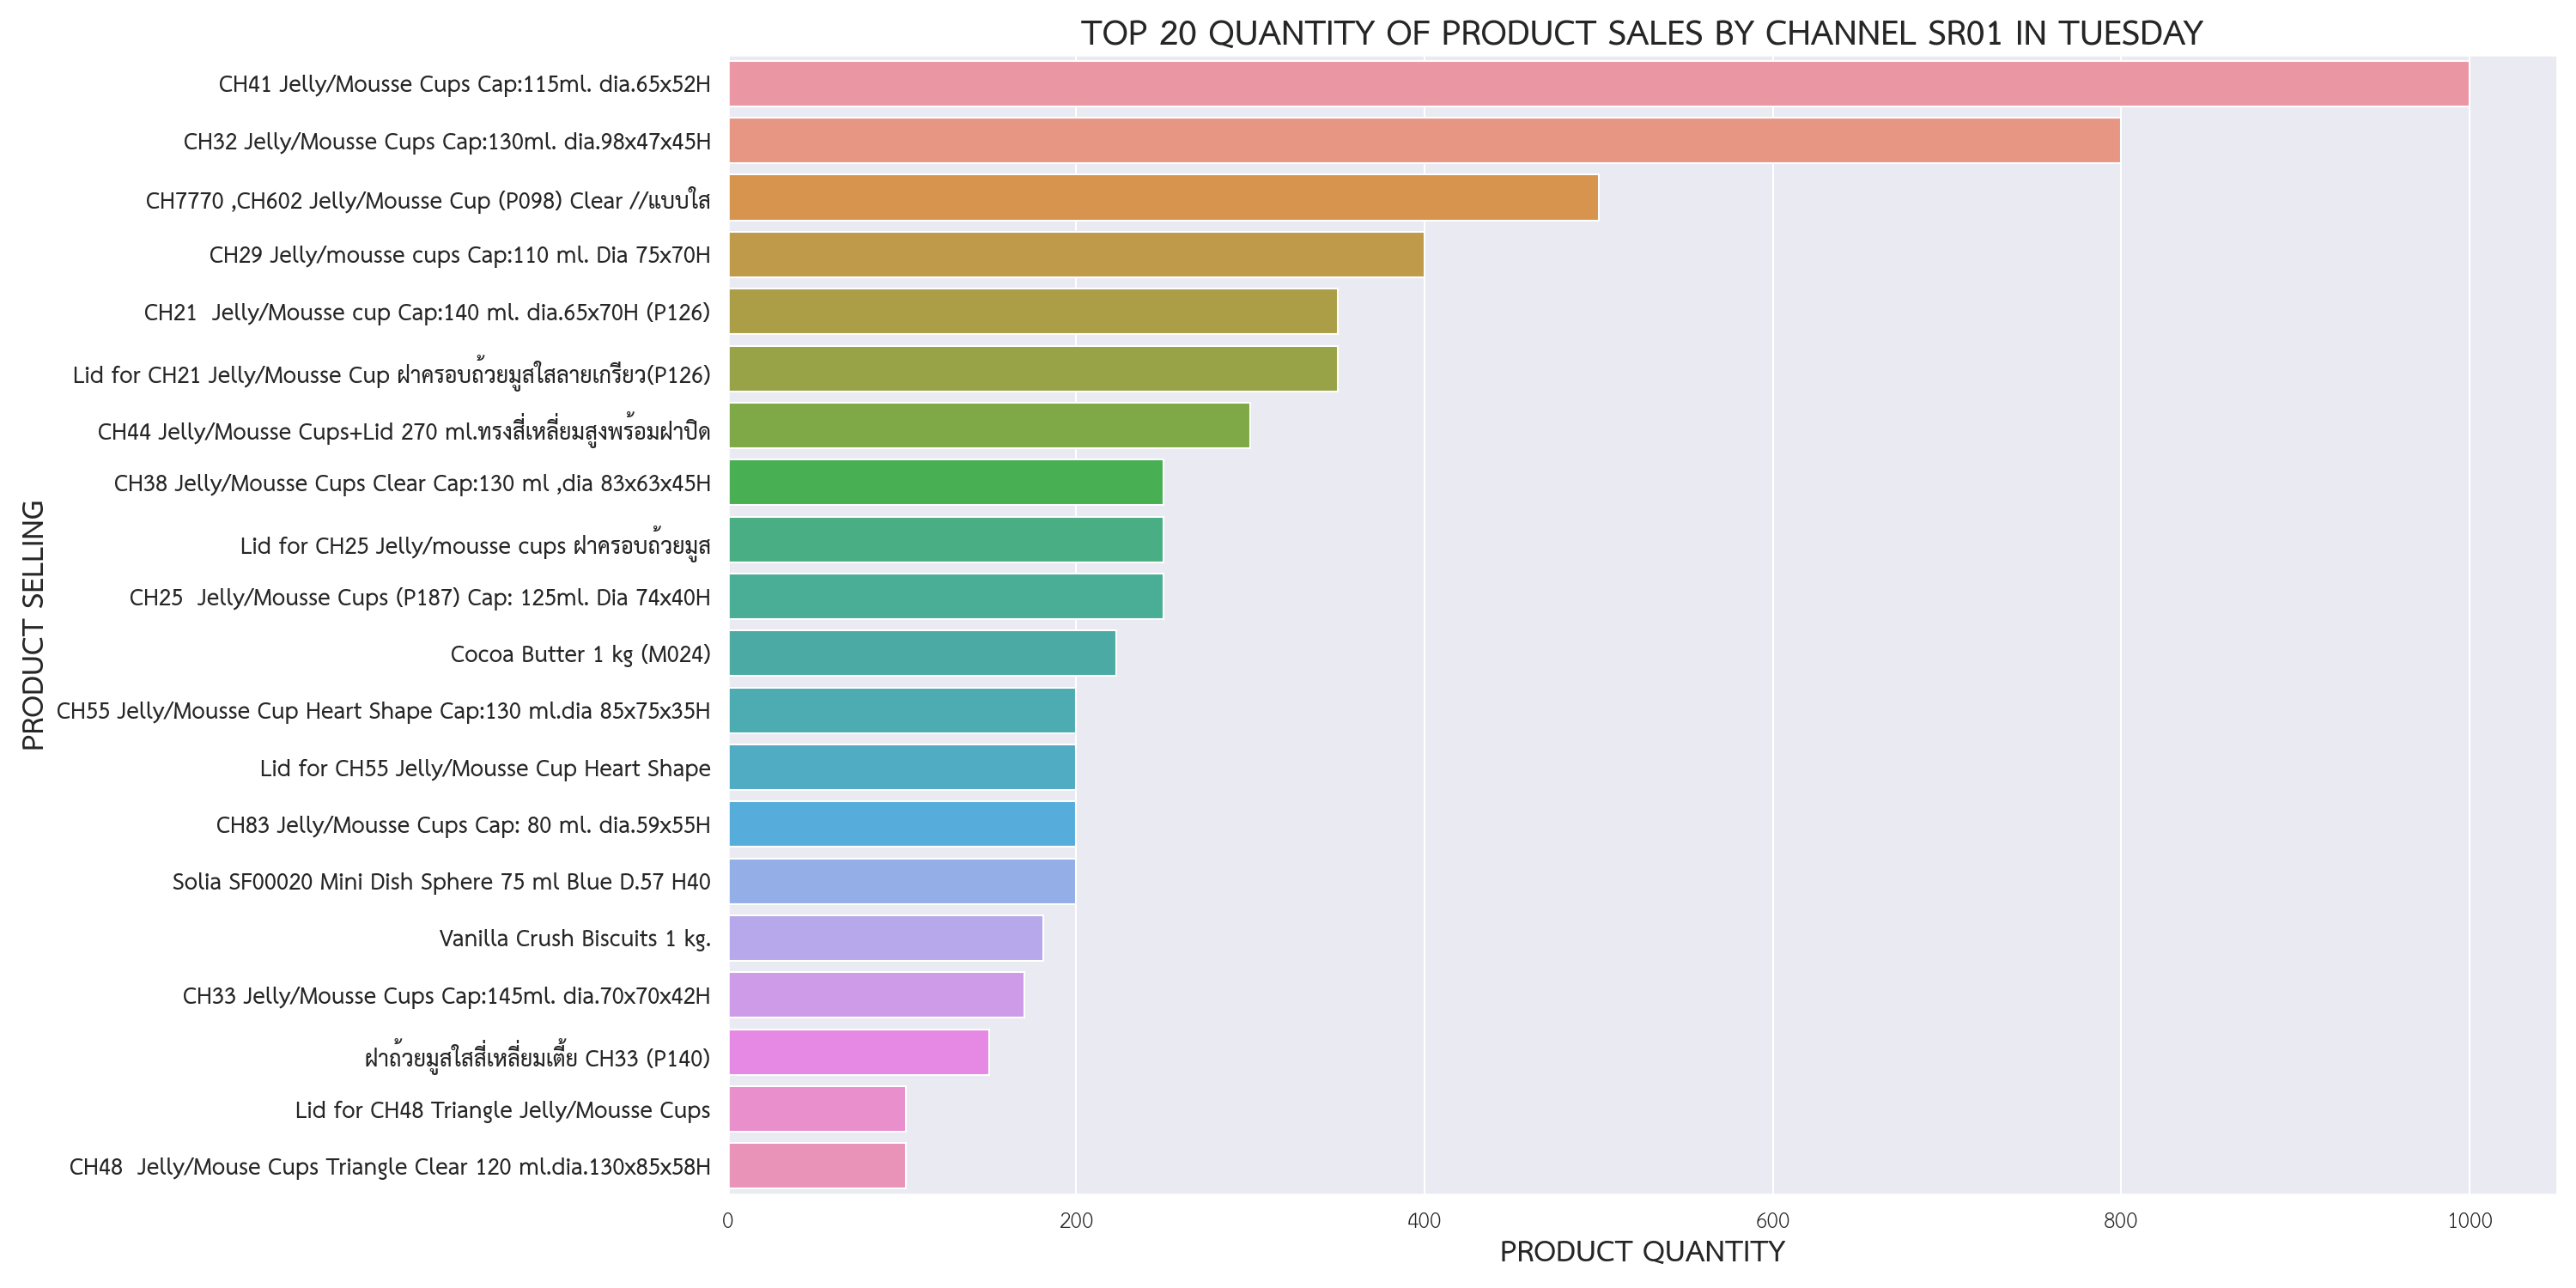 TOP 20 QUANTITY OF PRODUCT SALES BY CHANNEL SR01 IN TUESDAY
PRODUCT SELLING
CH41 Jelly/Mousse Cups Cap:115ml. dia.65x52H
CH32 Jelly/Mousse Cups Cap:130ml. dia.98x47x45H
CH7770 ,CH602 Jelly/Mousse Cup (P098) Clear //แบบใส
CH29 Jelly/mousse cups Cap:110 ml. Dia 75x70H
CH21  Jelly/Mousse cup Cap:140 ml. dia.65x70H (P126)
Lid for CH21 Jelly/Mousse Cup ฝาครอบถ้วยมูสใสลายเกรียว(P126)
CH44 Jelly/Mousse Cups+Lid 270 ml.ทรงสี่เหลี่ยมสูงพร้อมฝาปิด
CH38 Jelly/Mousse Cups Clear Cap:130 ml ,dia 83x63x45H
Lid for CH25 Jelly/mousse cups ฝาครอบถ้วยมูส
CH25  Jelly/Mousse Cups (P187) Cap: 125ml. Dia 74x40H
Cocoa Butter 1 kg (M024)
CH55 Jelly/Mousse Cup Heart Shape Cap:130 ml.dia 85x75x35H
Lid for CH55 Jelly/Mousse Cup Heart Shape
CH83 Jelly/Mousse Cups Cap: 80 ml. dia.59x55H
Solia SF00020 Mini Dish Sphere 75 ml Blue D.57 H40
Vanilla Crush Biscuits 1 kg.
CH33 Jelly/Mousse Cups Cap:145ml. dia.70x70x42H
ฝาถ้วยมูสใสสี่เหลี่ยมเตี้ย CH33 (P140)
Lid for CH48 Triangle Jelly/Mousse Cups
CH48  Jelly/Mouse Cups Triangle Clear 120 ml.dia.130x85x58H
0 200 400 600 800 1000
PRODUCT QUANTITY